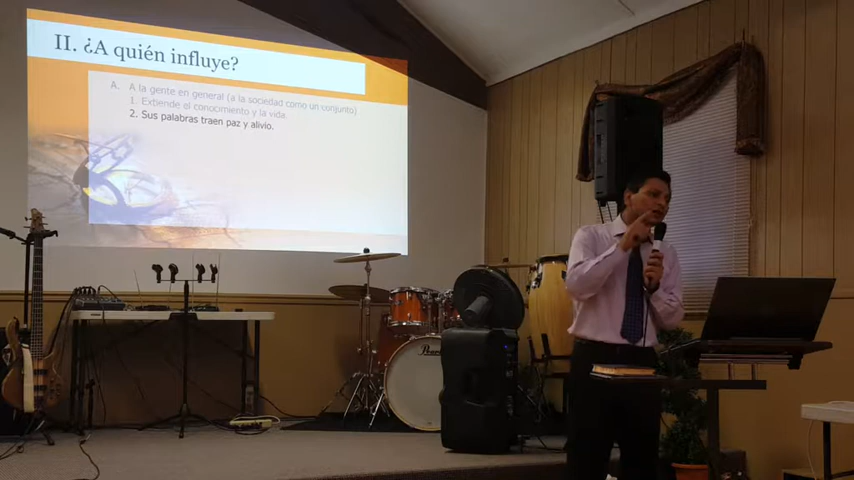 II. ¿A quién influye?
A. A la gente en general (a la sociedad como un conjunto)
1. Extiende el conocimiento y la vida.
2. Sus palabras traen paz y alivio.